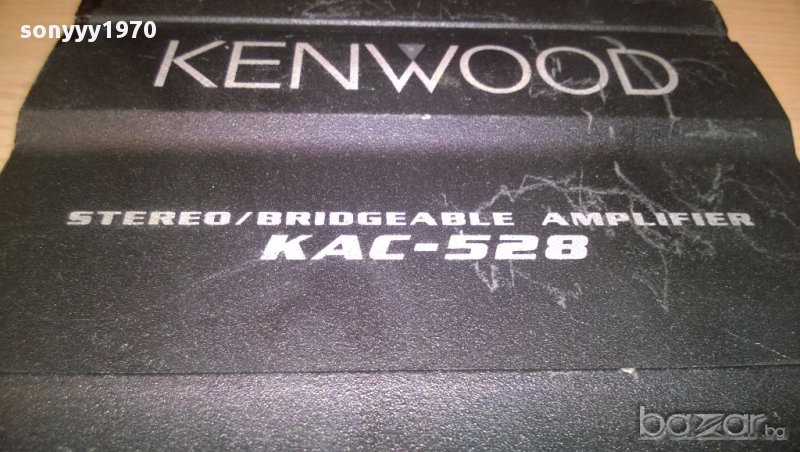 sonyyy1970
KENWOOD
STEREO/BRIDGEABLE AMPLIFIER
KAC-528
bazar.bg